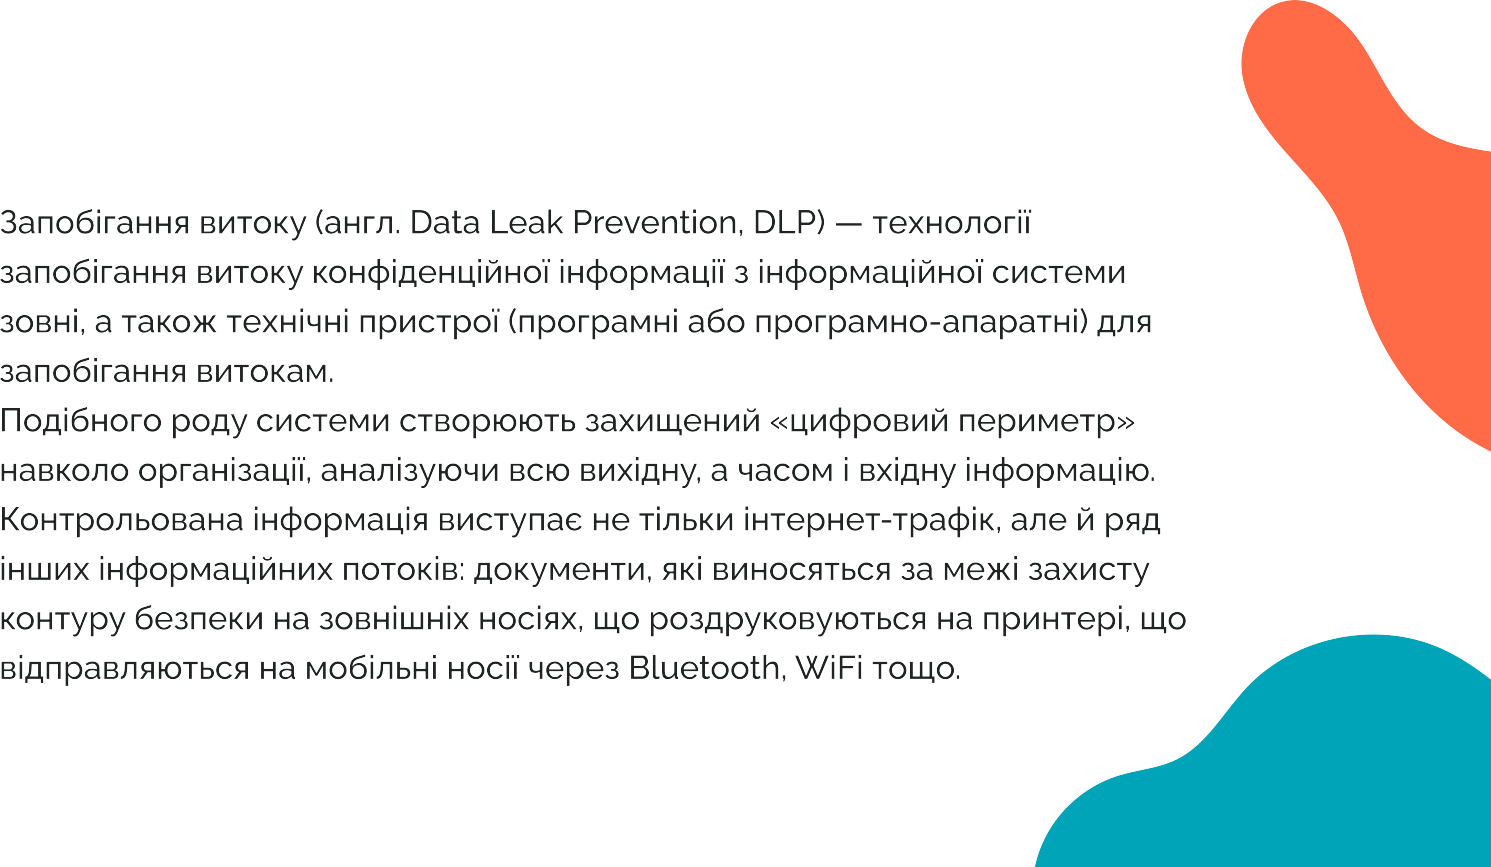 Запобігання витоку (англ. Data Leak Prevention, DLP) — технології
запобігання витоку конфіденційної інформації з інформаційної системи
зовні, а також технічні пристрої (програмні або програмно-апаратні) для
запобігання витокам.
Подібного роду системи створюють захищений «цифровий периметр»
навколо організації, аналізуючи всю вихідну, а часом і вхідну інформацію.
Контрольована інформація виступає не тільки інтернет-трафік, але й ряд
інших інформаційних потоків: документи, які виносяться за межі захисту
контуру безпеки на зовнішніх носіях, що роздруковуються на принтері, що
відправляються на мобільні носії через Bluetooth, WiFi тощо.